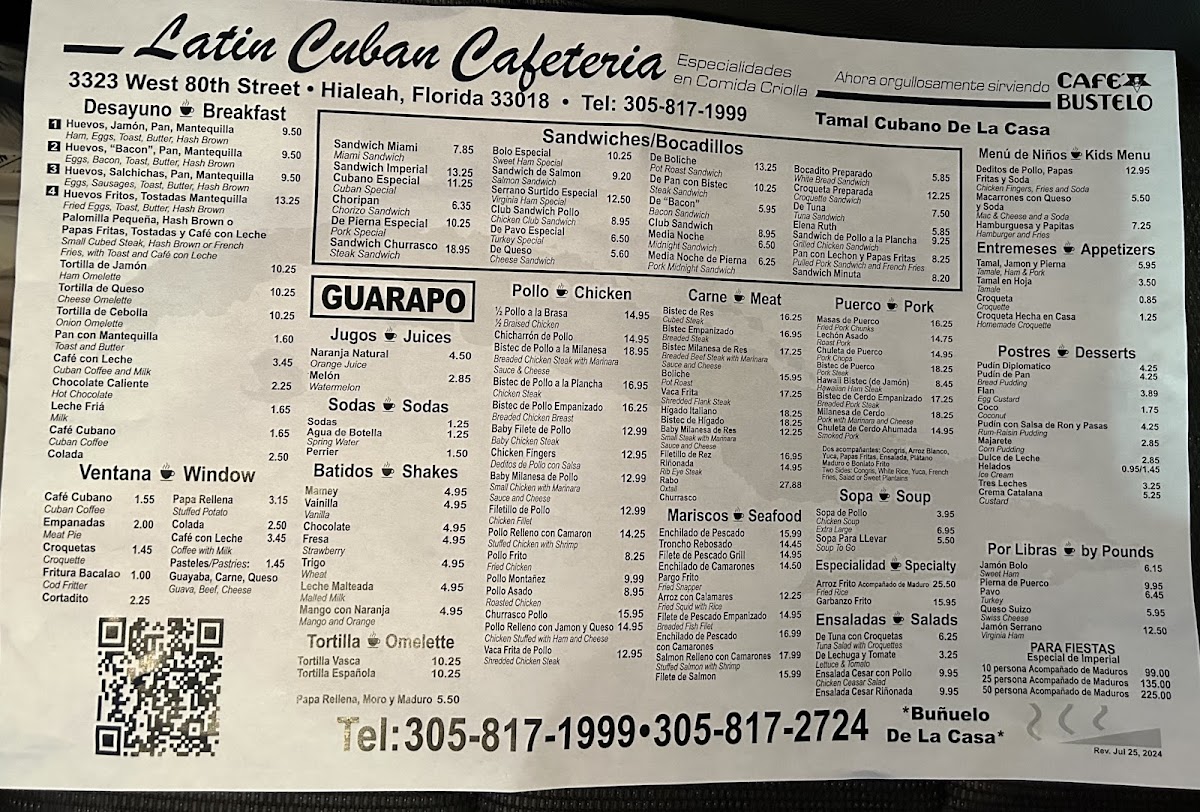 Latin Cuban Cafeteria
Especialidades
en Comida Criolla
Ahora orgullosamente sirviendo
CAFÉ
BUSTELO
3323 West 80th Street • Hialeah, Florida 33018 • Tel: 305-817-1999
Tamal Cubano De La Casa
Desayuno Breakfast
1 Huevos, Jamón, Pan, Mantequilla 9.50
Ham, Eggs, Toast, Butter, Hash Brown
2 Huevos, "Bacon", Pan, Mantequilla 9.50
Eggs, Bacon, Toast, Butter, Hash Brown
3 Huevos, Salchichas, Pan, Mantequilla 9.50
Eggs, Sausages, Toast, Butter, Hash Brown
4 Huevos Fritos, Tostadas Mantequilla 13.25
Fried Eggs, Toast, Butter, Hash Brown
Palomilla Pequeña, Hash Brown o
Papas Fritas, Tostadas y Café con Leche
Small Cubed Steak, Hash Brown or French
Fries, with Toast and Café con Leche
Tortilla de Jamón 10.25
Ham Omelette
Tortilla de Queso 10.25
Cheese Omelette
Tortilla de Cebolla 10.25
Onion Omelette
Pan con Mantequilla 1.60
Toast and Butter
Café con Leche 3.45
Cuban Coffee and Milk
Chocolate Caliente 2.25
Hot Chocolate
Leche Friá 1.65
Milk
Café Cubano 1.65
Cuban Coffee
Colada 2.50
Ventana Window
Café Cubano 1.55
Cuban Coffee
Empanadas 2.00
Meat Pie
Croquetas 1.45
Croquette
Fritura Bacalao 1.00
Cod Fritter
Cortadito 2.25
Papa Rellena 3.15
Stuffed Potato
Colada 2.50
Café con Leche 3.45
Coffee with Milk
Pasteles/Pastries: 1.45
Guayaba, Carne, Queso
Guava, Beef, Cheese
Sandwiches/Bocadillos
Sandwich Miami 7.85
Miami Sandwich
Sandwich Imperial 13.25
Cubano Especial 11.25
Cuban Special
Choripan 6.35
Chorizo Sandwich
De Pierna Especial 10.25
Pork Special
Sandwich Churrasco 18.95
Steak Sandwich
Bolo Especial 10.25
Sweet Ham Special
Sandwich de Salmon 9.20
Salmon Sandwich
Serrano Surtido Especial 12.50
Virginia Ham Special
Club Sandwich Pollo 8.95
Chicken Club Sandwich
De Pavo Especial 6.50
Turkey Special
De Queso 5.60
Cheese Sandwich
De Boliche 13.25
Pot Roast Sandwich
De Pan con Bistec 10.25
Steak Sandwich
De "Bacon" 5.95
Bacon Sandwich
Club Sandwich 8.95
Media Noche 6.50
Midnight Sandwich
Media Noche de Pierna 6.25
Pork Midnight Sandwich
Bocadito Preparado 5.85
White Bread Sandwich
Croqueta Preparada 12.25
Croquette Sandwich
De Tuna 7.50
Tuna Sandwich
Elena Ruth 5.85
Sandwich de Pollo a la Plancha 9.25
Grilled Chicken Sandwich
Pan con Lechon y Papas Fritas 8.25
Pulled Pork Sandwich and French Fries
Sandwich Minuta 8.20
GUARAPO
Jugos Juices
Naranja Natural 4.50
Orange Juice
Melón 2.85
Watermelon
Sodas Sodas
Sodas 1.25
Agua de Botella 1.25
Spring Water
Perrier 1.50
Batidos Shakes
Mamey 4.95
Vainilla 4.95
Vanilla
Chocolate 4.95
Fresa 4.95
Strawberry
Trigo 4.95
Wheat
Leche Malteada 4.95
Malted Milk
Mango con Naranja 4.95
Mango and Orange
Tortilla Omelette
Tortilla Vasca 10.25
Tortilla Española 10.25
Papa Rellena, Moro y Maduro 5.50
Pollo Chicken
½ Pollo a la Brasa 14.95
½ Braised Chicken
Chicharrón de Pollo 14.95
Bistec de Pollo a la Milanesa 18.95
Breaded Chicken Steak with Marinara
Sauce & Cheese
Bistec de Pollo a la Plancha 16.95
Chicken Steak
Bistec de Pollo Empanizado 16.25
Breaded Chicken Breast
Baby Filete de Pollo 12.99
Baby Chicken Steak
Chicken Fingers 12.95
Deditos de Pollo con Salsa
Baby Milanesa de Pollo 12.99
Small Chicken with Marinara
Sauce and Cheese
Filetillo de Pollo 12.99
Chicken Fillet
Pollo Relleno con Camaron 14.25
Stuffed Chicken with Shrimp
Pollo Frito 8.25
Fried Chicken
Pollo Montañez 9.99
Pollo Asado 8.95
Roasted Chicken
Churrasco Pollo 15.95
Pollo Relleno con Jamon y Queso 14.95
Chicken Stuffed with Ham and Cheese
Vaca Frita de Pollo 12.95
Shredded Chicken Steak
Carne Meat
Bistec de Res 16.25
Cubed Steak
Bistec Empanizado 16.95
Breaded Steak
Bistec Milanesa de Res 17.25
Breaded Beef Steak with Marinara
Sauce and Cheese
Boliche 15.95
Pot Roast
Vaca Frita 17.25
Shredded Flank Steak
Hígado Italiano 18.25
Bistec de Hígado 18.25
Baby Milanesa de Res 12.25
Small Steak with Marinara
Sauce and Cheese
Filetillo de Rez 16.95
Riñonada 14.95
Rib Eye Steak
Rabo 27.88
Oxtail
Churrasco
Mariscos Seafood
Enchilado de Pescado 15.99
Troncho Rebosado 14.45
Filete de Pescado Grill 14.95
Enchilado de Camarones 14.50
Pargo Frito
Fried Snapper
Arroz con Calamares 12.25
Fried Squid with Rice
Filete de Pescado Empanizado 14.95
Breaded Fish Filet
Enchilado de Pescado 16.99
con Camarones
Salmon Relleno con Camarones 17.99
Stuffed Salmon with Shrimp
Filete de Salmon 15.99
Puerco Pork
Masas de Puerco 16.25
Fried Pork Chunks
Lechón Asado 14.75
Roast Pork
Chuleta de Puerco 14.95
Pork Chops
Bistec de Puerco 18.25
Pork Steak
Hawaii Bistec (de Jamón) 8.45
Hawaiian Ham Steak
Bistec de Cerdo Empanizado 17.25
Breaded Pork Steak
Milanesa de Cerdo 18.25
Pork with Marinara and Cheese
Chuleta de Cerdo Ahumada 14.95
Smoked Pork
Dos acompañantes: Congris, Arroz Blanco,
Yuca, Papas Fritas, Ensalada, Plátano
Maduro e Boniato Frito
Two Sides: Congris, White Rice, Yuca, French
Fries, Salad or Sweet Plantains
Sopa Soup
Sopa de Pollo 3.95
Chicken Soup
Extra Large 6.95
Sopa Para LLevar 5.50
Soup To Go
Especialidad Specialty
Arroz Frito Acompañado de Maduro 25.50
Fried Rice
Garbanzo Frito 15.95
Ensaladas Salads
De Tuna con Croquetas 6.25
Tuna Salad with Croquettes
De Lechuga y Tomate 3.25
Lettuce & Tomato
Ensalada Cesar con Pollo 9.95
Chicken Ceasar Salad
Ensalada Cesar Riñonada 9.95
Menú de Niños Kids Menu
Deditos de Pollo, Papas 12.95
Fritas y Soda
Chicken Fingers, Fries and Soda
Macarrones con Queso 5.50
y Soda
Mac & Cheese and a Soda
Hamburguesa y Papitas 7.25
Hamburger and Fries
Entremeses Appetizers
Tamal, Jamon y Pierna 5.95
Tamale, Ham & Pork
Tamal en Hoja 3.50
Tamale
Croqueta 0.85
Croquette
Croqueta Hecha en Casa 1.25
Homemade Croquette
Postres Desserts
Pudín Diplomatico 4.25
Pudín de Pan 4.25
Bread Pudding
Flan 3.89
Egg Custard
Coco 1.75
Coconut
Pudín con Salsa de Ron y Pasas 4.25
Rum-Raisin Pudding
Majarete 2.85
Corn Pudding
Dulce de Leche 2.85
Helados 0.95/1.45
Ice Cream
Tres Leches 3.25
Crema Catalana 5.25
Custard
Por Libras by Pounds
Jamón Bolo 6.15
Sweet Ham
Pierna de Puerco 9.95
Pavo 6.45
Turkey
Queso Suizo 5.95
Swiss Cheese
Jamón Serrano 12.50
Virginia Ham
PARA FIESTAS
Especial de Imperial
10 persona Acompañado de Maduros 99.00
25 persona Acompañado de Maduros 135.00
50 persona Acompañado de Maduros 225.00
Tel:305-817-1999•305-817-2724
*Buñuelo
De La Casa*
Rev. Jul 25, 2024